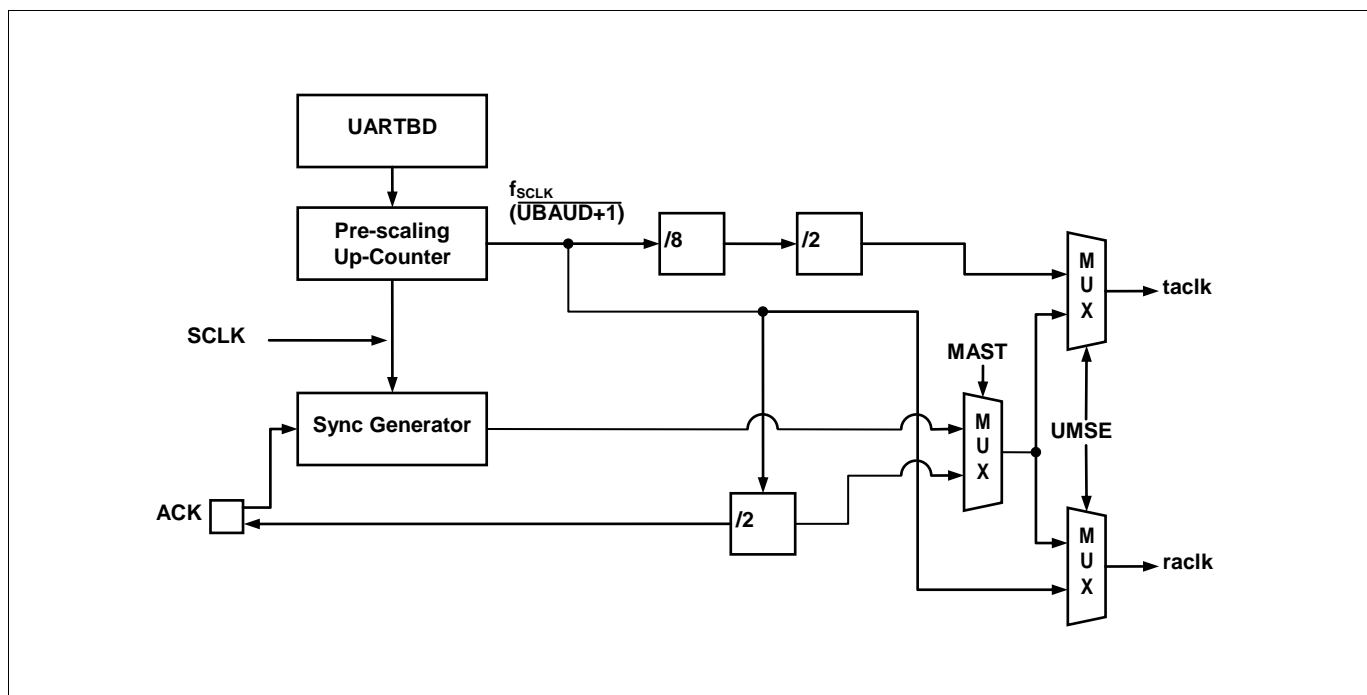 UARTBD
Pre-scaling
Up-Counter
fSCLK
(UBAUD+1)
/8
/2
M
U
X
taclk
SCLK
MAST
Sync Generator
M
U
X
UMSE
ACK
/2
M
U
X
raclk